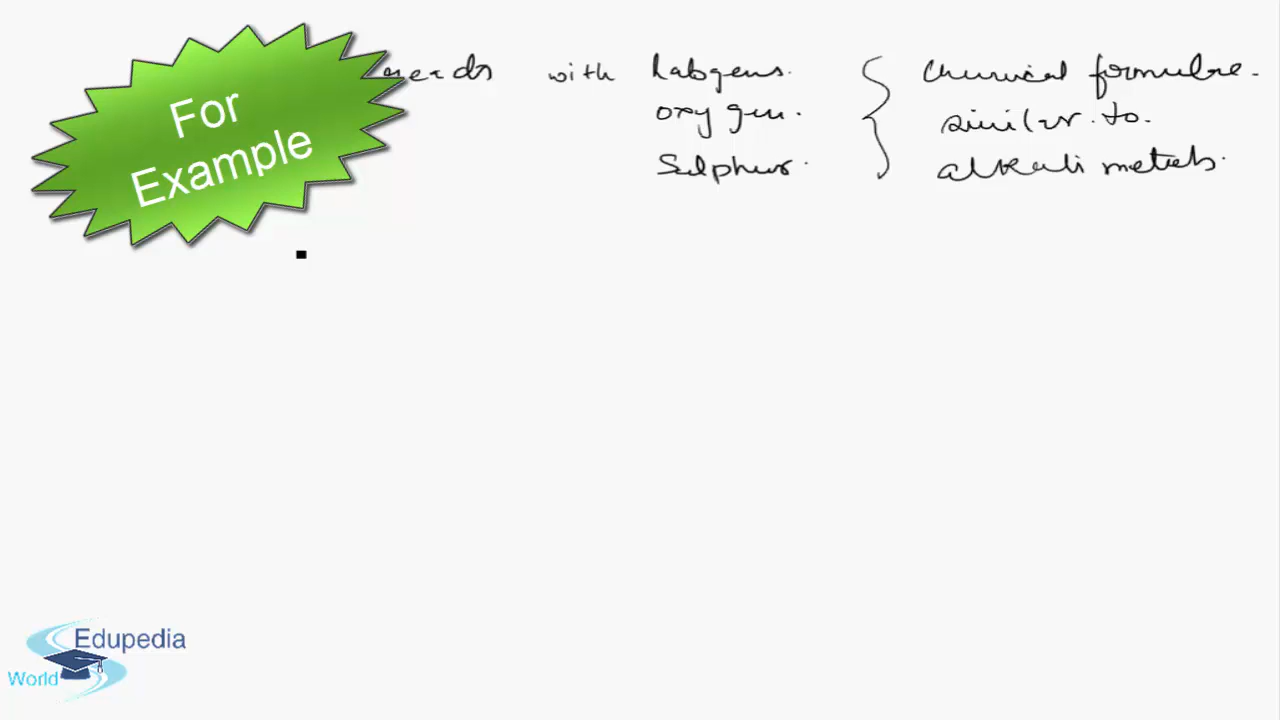 For
Example
with halogens.
oxygen.
Sulphur.
Chemical formulae.
similar to.
alkali metals.
Edupedia
World